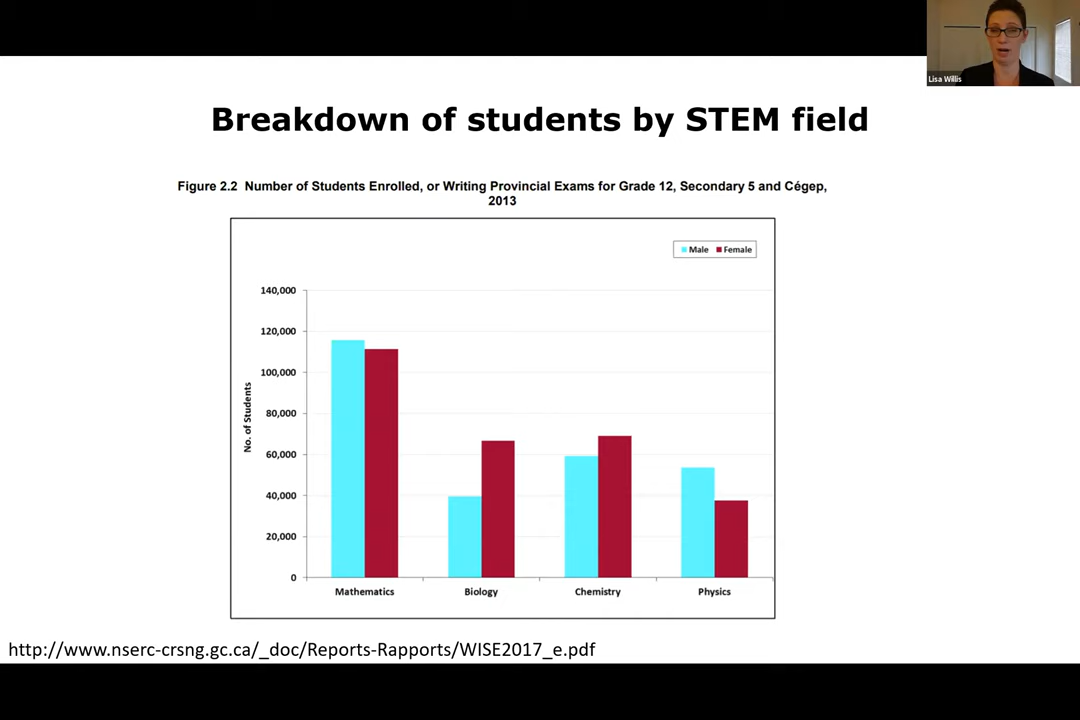 Lisa Willis
Breakdown of students by STEM field
Figure 2.2 Number of Students Enrolled, or Writing Provincial Exams for Grade 12, Secondary 5 and Cégep,
2013
Male Female
140,000
120,000
100,000
80,000
60,000
40,000
20,000
0
No. of Students
Mathematics Biology Chemistry Physics
http://www.nserc-crsng.gc.ca/_doc/Reports-Rapports/WISE2017_e.pdf